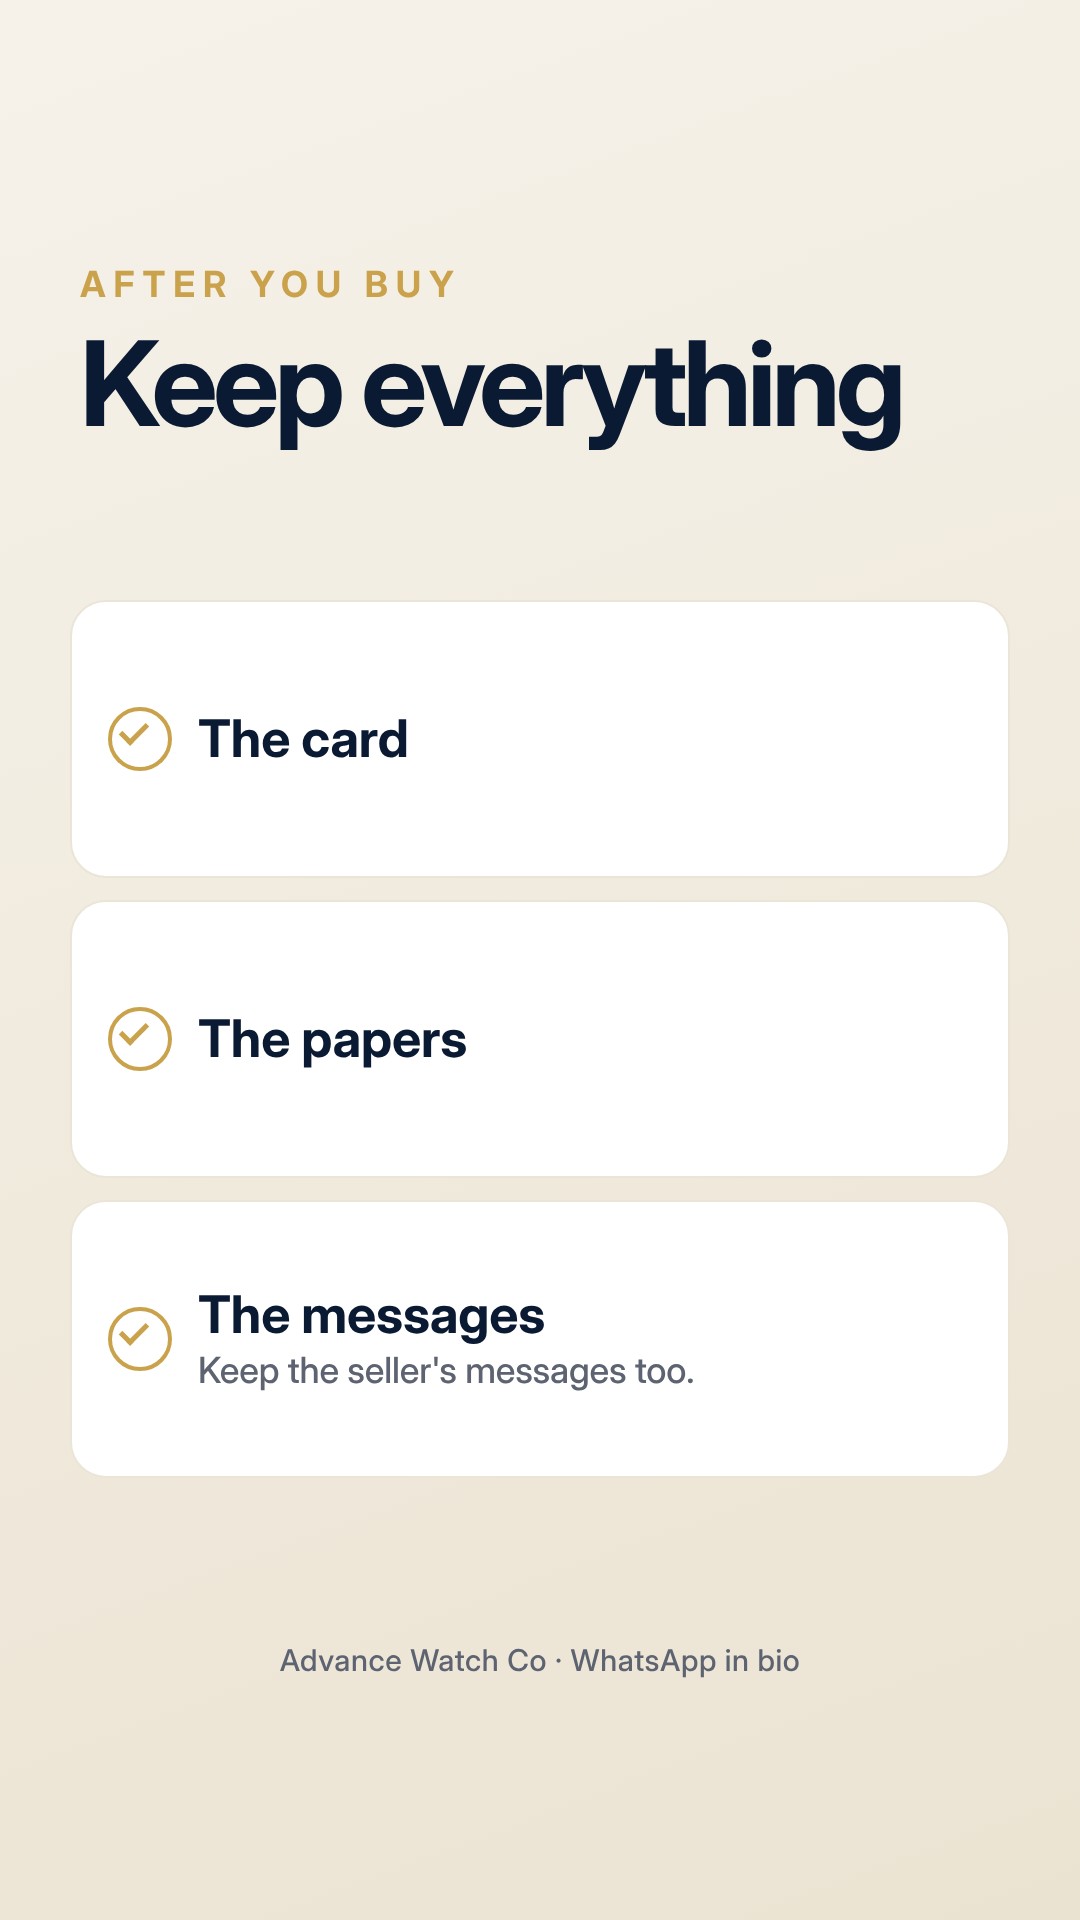 AFTER YOU BUY
Keep everything
The card
The papers
The messages
Keep the seller's messages too.
Advance Watch Co · WhatsApp in bio